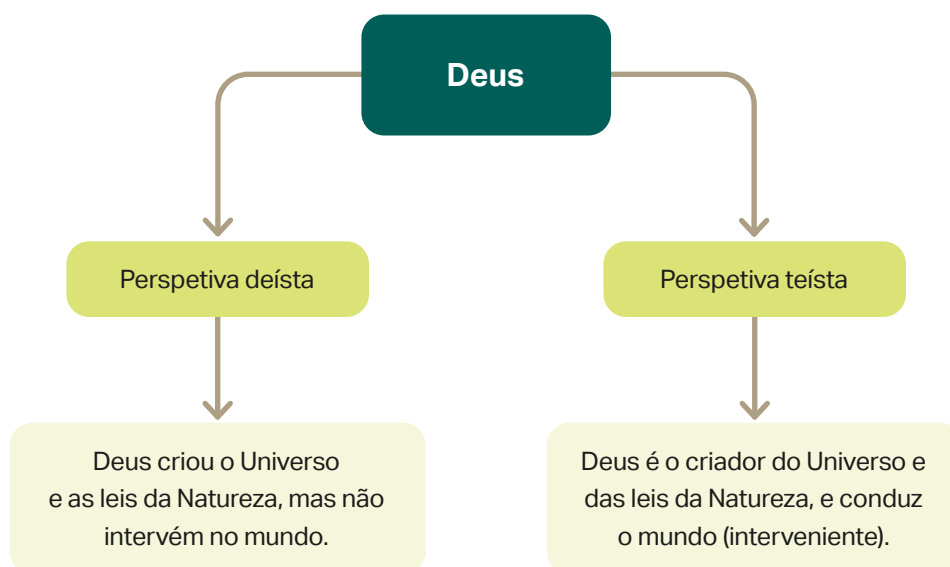 Deus
Perspetiva deísta
Perspetiva teísta
Deus criou o Universo
e as leis da Natureza, mas não
intervém no mundo.
Deus é o criador do Universo e
das leis da Natureza, e conduz
o mundo (interveniente).